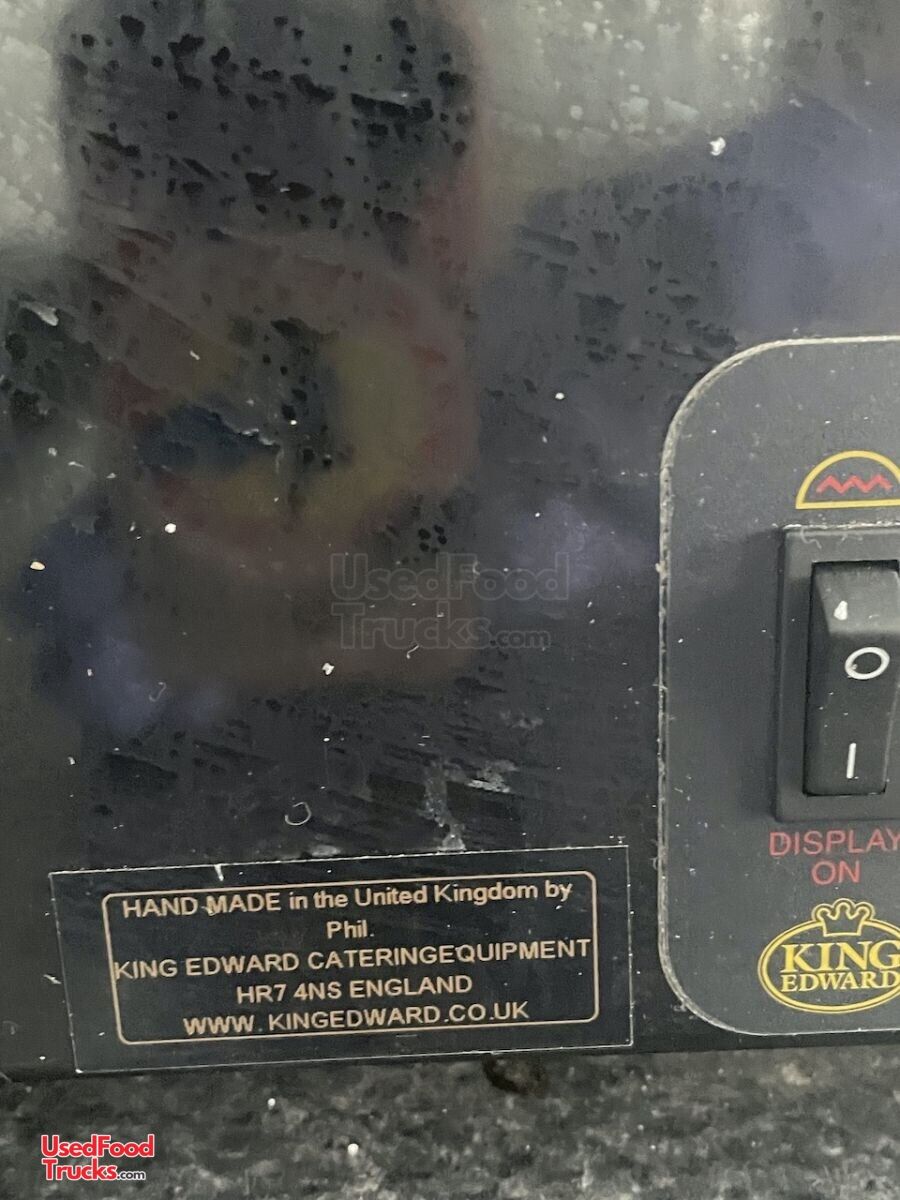 UsedFood
Trucks.com
O
I
DISPLAY
ON
KING
EDWARD
HAND MADE in the United Kingdom by
Phil.
KING EDWARD CATERINGEQUIPMENT
HR7 4NS ENGLAND
WWW.KINGEDWARD.CO.UK
UsedFood
Trucks.com